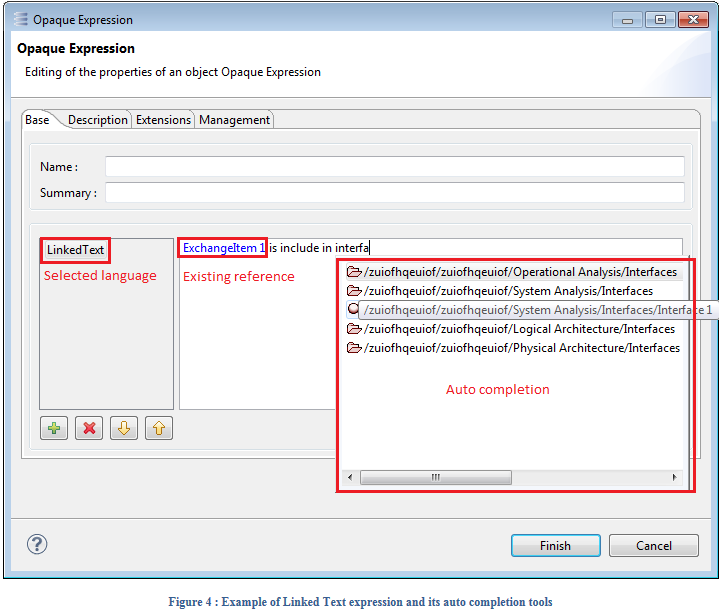 Opaque Expression
Opaque Expression
Editing of the properties of an object Opaque Expression
Base Description Extensions Management
Name :
Summary :
LinkedText
Selected language
ExchangeItem 1 is include in interfa
Existing reference
/zuiofhqeuiof/zuiofhqeuiof/Operational Analysis/Interfaces
/zuiofhqeuiof/zuiofhqeuiof/System Analysis/Interfaces
/zuiofhqeuiof/zuiofhqeuiof/System Analysis/Interfaces/Interface 1
/zuiofhqeuiof/zuiofhqeuiof/Logical Architecture/Interfaces
/zuiofhqeuiof/zuiofhqeuiof/Physical Architecture/Interfaces
Auto completion
?
Finish Cancel
Figure 4 : Example of Linked Text expression and its auto completion tools